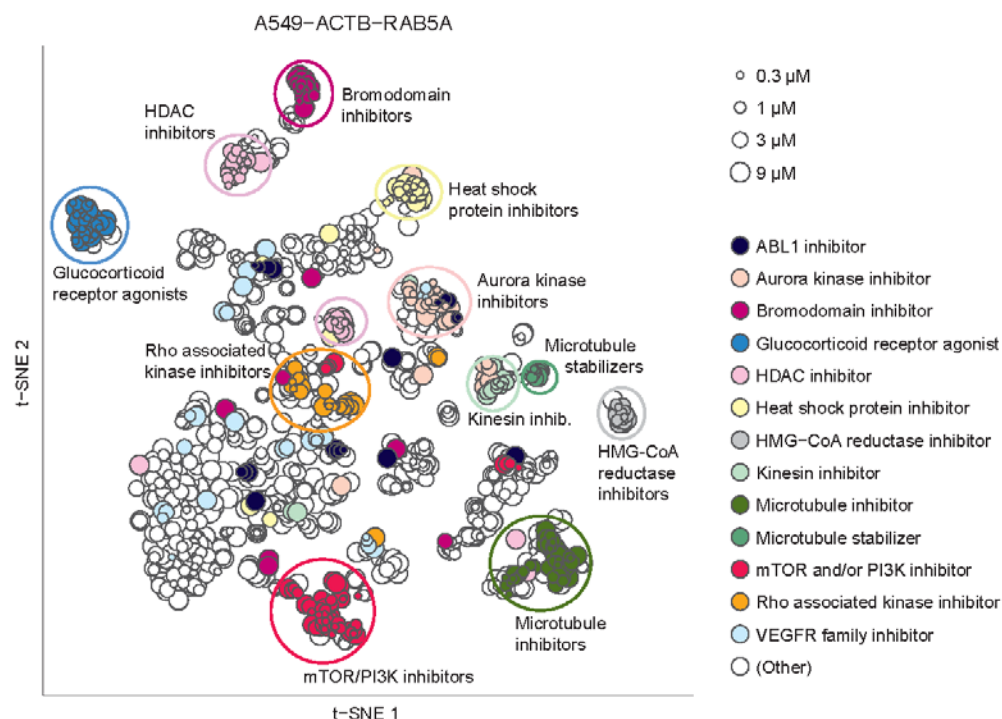 A549-ACTB-RAB5A
HDAC
inhibitors
Bromodomain
inhibitors
Heat shock
protein inhibitors
Glucocorticoid
receptor agonists
Aurora kinase
inhibitors
Rho associated
kinase inhibitors
Microtubule
stabilizers
Kinesin inhib.
HMG-CoA
reductase
inhibitors
Microtubule
inhibitors
mTOR/PI3K inhibitors
t-SNE 2
t-SNE 1
0.3 μM
1 μM
3 μM
9 μM
ABL1 inhibitor
Aurora kinase inhibitor
Bromodomain inhibitor
Glucocorticoid receptor agonist
HDAC inhibitor
Heat shock protein inhibitor
HMG-CoA reductase inhibitor
Kinesin inhibitor
Microtubule inhibitor
Microtubule stabilizer
mTOR and/or PI3K inhibitor
Rho associated kinase inhibitor
VEGFR family inhibitor
(Other)